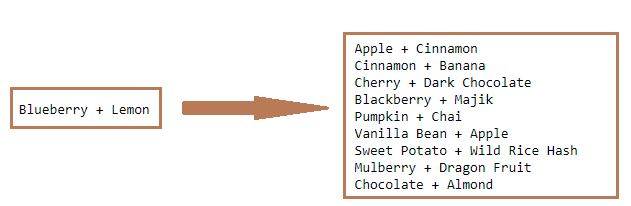 Blueberry + Lemon
Apple + Cinnamon
Cinnamon + Banana
Cherry + Dark Chocolate
Blackberry + Majik
Pumpkin + Chai
Vanilla Bean + Apple
Sweet Potato + Wild Rice Hash
Mulberry + Dragon Fruit
Chocolate + Almond